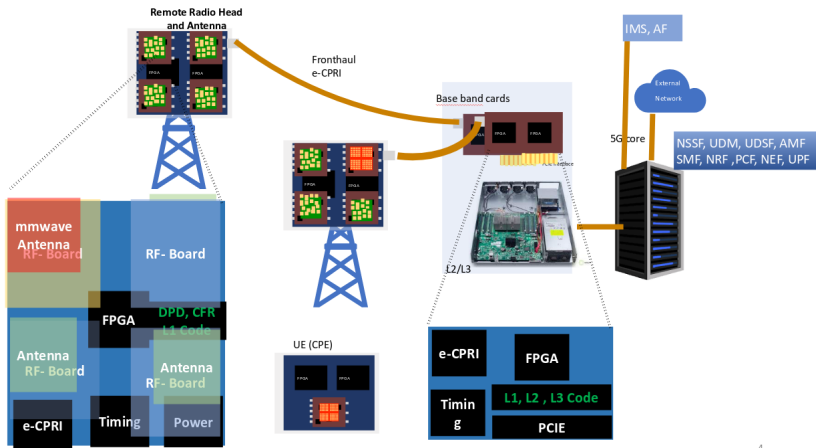 Remote Radio Head
and Antenna
FPGA
FPGA
Fronthaul
e-CPRI
IMS, AF
External
Network
Base band cards
FPGA
FPGA
5G core
NSSF, UDM, UDSF, AMF
SMF, NRF ,PCF, NEF, UPF
FPGA
FPGA
L2/L3
mmwave
Antenna
RF- Board
RF- Board
FPGA
DPD, CFR
L1 Code
Antenna
RF- Board
Antenna
RF- Board
e-CPRI
Timing
Power
UE (CPE)
FPGA
FPGA
e-CPRI
FPGA
Timin
g
L1, L2 , L3 Code
PCIE